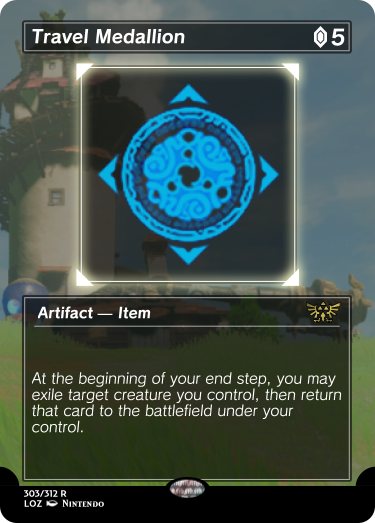 Travel Medallion 5
Artifact — Item
At the beginning of your end step, you may
exile target creature you control, then return
that card to the battlefield under your
control.
303/312 R
LOZ Nintendo